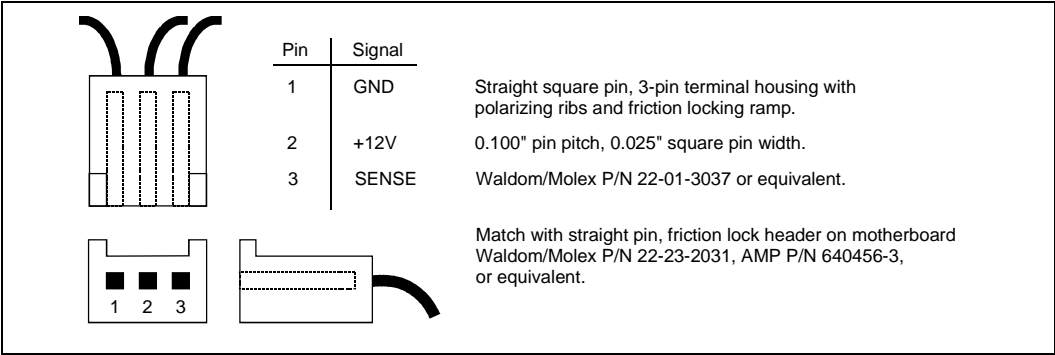 Pin Signal
1 GND
2 +12V
3 SENSE
Straight square pin, 3-pin terminal housing with
polarizing ribs and friction locking ramp.
0.100" pin pitch, 0.025" square pin width.
Waldom/Molex P/N 22-01-3037 or equivalent.
Match with straight pin, friction lock header on motherboard
Waldom/Molex P/N 22-23-2031, AMP P/N 640456-3,
or equivalent.
1 2 3